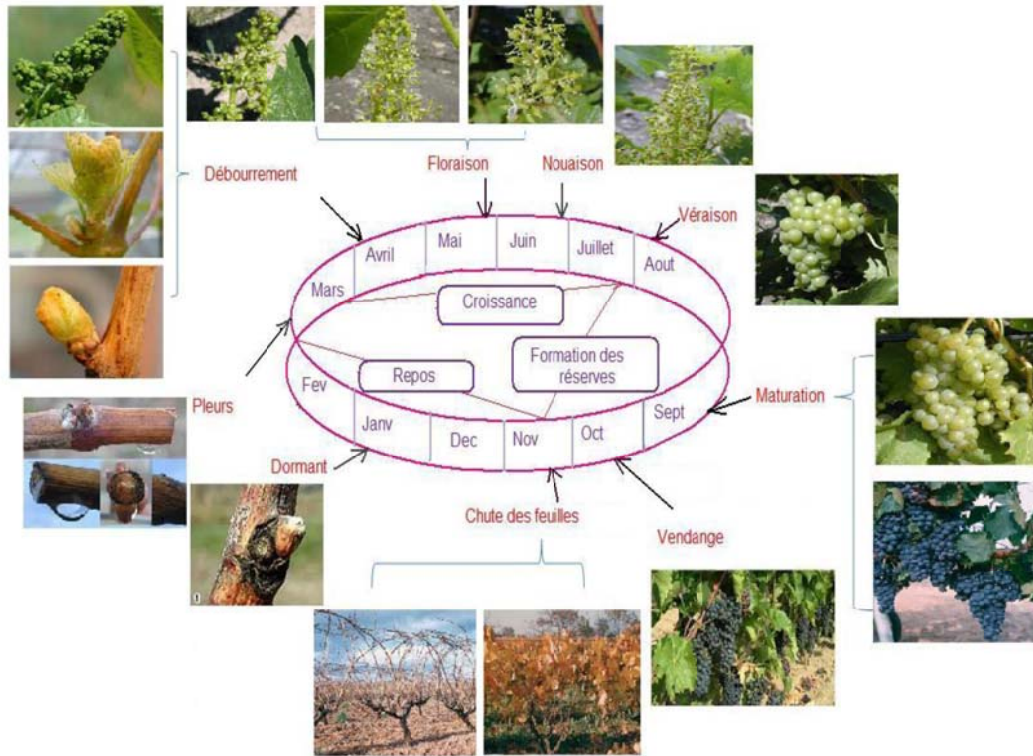 Débourrement
Floraison
Nouaison
Véraison
Avril
Mai
Juin
Juillet
Aout
Mars
Croissance
Formation des
réserves
Repos
Fev
Janv
Dec
Nov
Oct
Sept
Maturation
Pleurs
Dormant
Chute des feuilles
Vendange
0